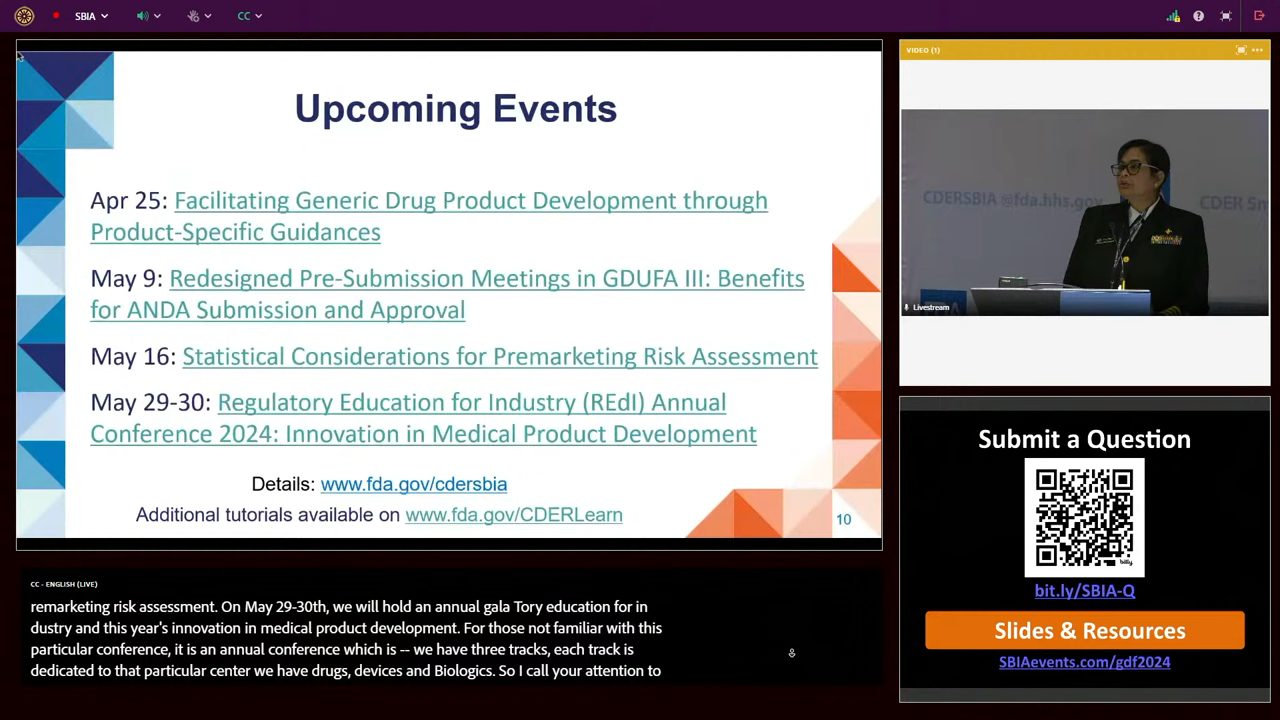 SBIA
CC
Upcoming Events
Apr 25: Facilitating Generic Drug Product Development through
Product-Specific Guidances
May 9: Redesigned Pre-Submission Meetings in GDUFA III: Benefits
for ANDA Submission and Approval
May 16: Statistical Considerations for Premarketing Risk Assessment
May 29-30: Regulatory Education for Industry (REdI) Annual
Conference 2024: Innovation in Medical Product Development
Details: www.fda.gov/cdersbia
Additional tutorials available on www.fda.gov/CDERLearn
10
CC - ENGLISH (LIVE)
remarketing risk assessment. On May 29-30th, we will hold an annual gala Tory education for in
dustry and this year's innovation in medical product development. For those not familiar with this
particular conference, it is an annual conference which is -- we have three tracks, each track is
dedicated to that particular center we have drugs, devices and Biologics. So I call your attention to
VIDEO (1)
CDERSBIA @fda.hhs.gov
CDER Sm
Livestream
Submit a Question
bitly
bit.ly/SBIA-Q
Slides & Resources
SBIAevents.com/gdf2024